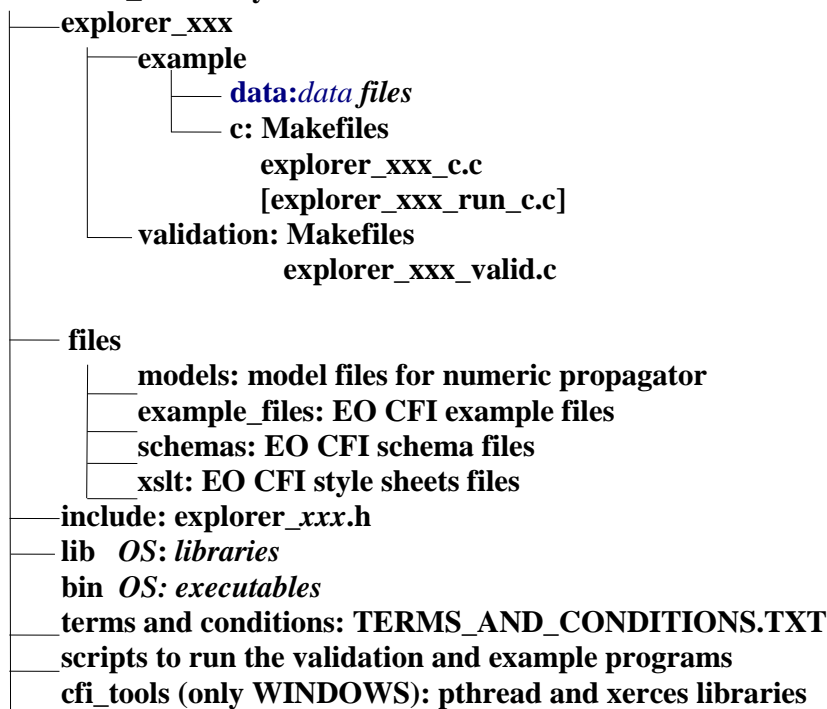 explorer_xxx
example
data:data files
c: Makefiles
explorer_xxx_c.c
[explorer_xxx_run_c.c]
validation: Makefiles
explorer_xxx_valid.c
files
models: model files for numeric propagator
example_files: EO CFI example files
schemas: EO CFI schema files
xslt: EO CFI style sheets files
include: explorer_xxx.h
lib OS: libraries
bin OS: executables
terms and conditions: TERMS_AND_CONDITIONS.TXT
scripts to run the validation and example programs
cfi_tools (only WINDOWS): pthread and xerces libraries